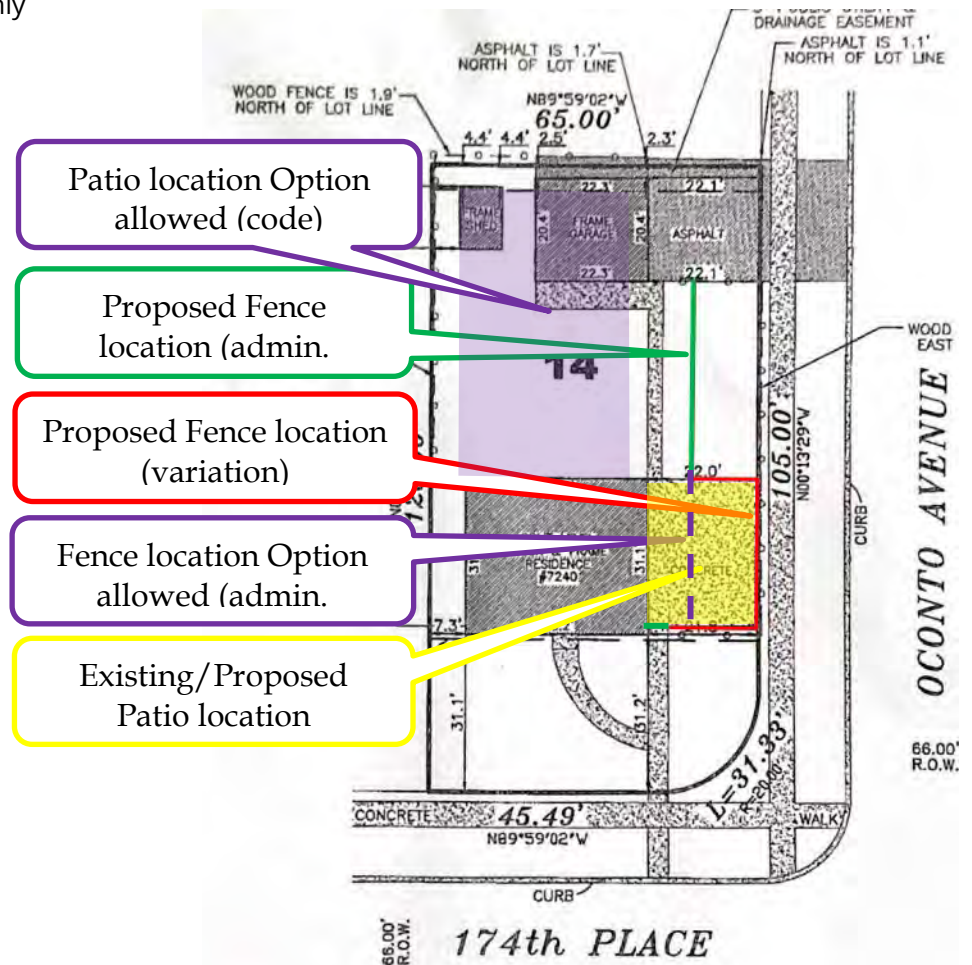 DRAINAGE EASEMENT
ASPHALT IS 1.7'
NORTH OF LOT LINE
ASPHALT IS 1.1'
NORTH OF LOT LINE
WOOD FENCE IS 1.9'
NORTH OF LOT LINE
N89°59'02"W
65.00'
4.4' 4.4' 2.5' 2.3'
Patio location Option
allowed (code)
22.3' 22.1'
FRAME
SHED
20.4'
FRAME
GARAGE
20.4'
ASPHALT
22.3' 22.1'
Proposed Fence
location (admin.
WOOD
EAST
14
Proposed Fence location
(variation)
105.00'
N00°13'29"W
22.0'
OCONTO AVENUE
CURB
Fence location Option
allowed (admin.
31.1
RESIDENCE
#7240
31.1
CONCRETE
7.3'
Existing/Proposed
Patio location
31.1'
31.2'
L=31.33'
R=20.00'
66.00'
R.O.W.
CONCRETE
45.49'
WALK
N89°59'02"W
CURB
66.00'
R.O.W.
174th PLACE